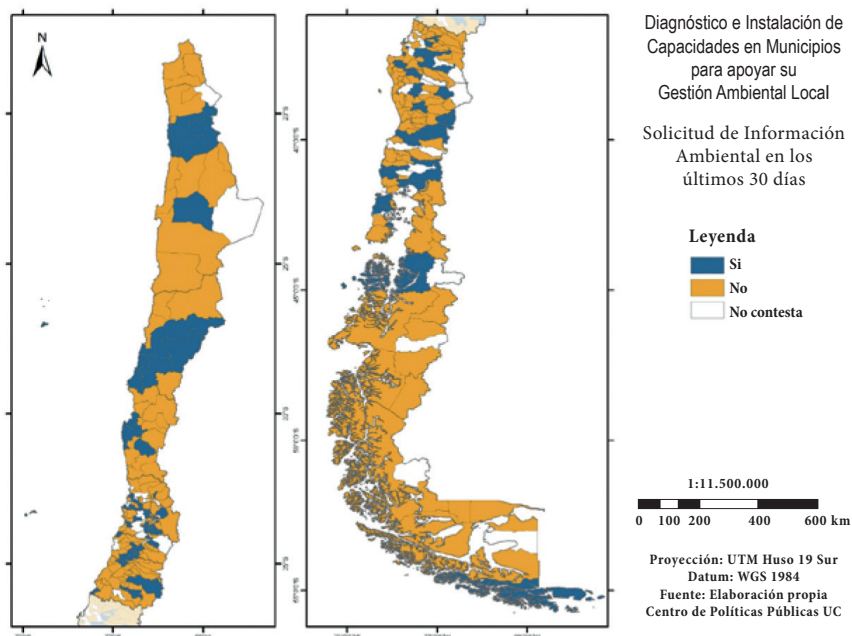 Diagnóstico e Instalación de
Capacidades en Municipios
para apoyar su
Gestión Ambiental Local
Solicitud de Información
Ambiental en los
últimos 30 días
Leyenda
Si
No
No contesta
N
1:11.500.000
0 100 200 400 600 km
Proyección: UTM Huso 19 Sur
Datum: WGS 1984
Fuente: Elaboración propia
Centro de Políticas Públicas UC